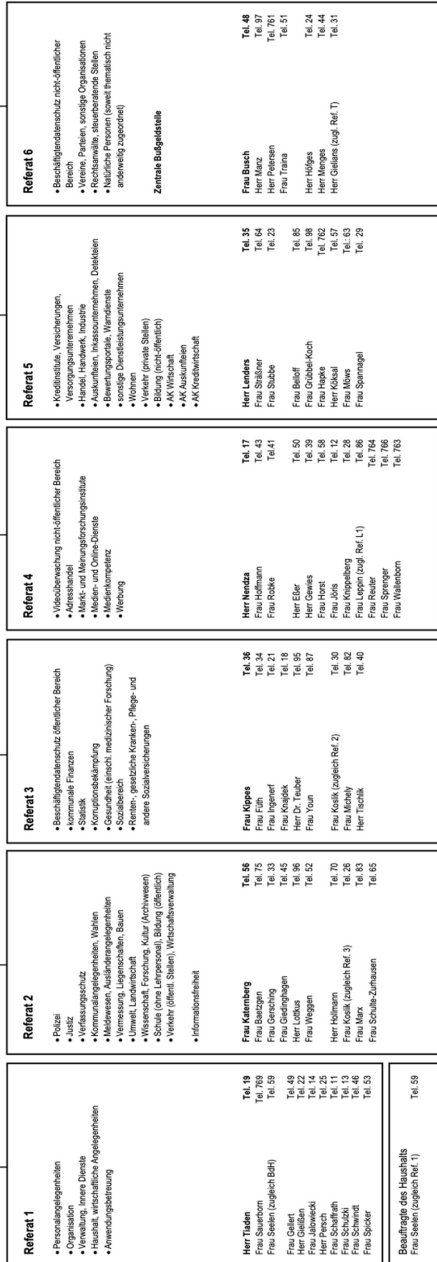 Referat 1
• Personalangelegenheiten
• Organisation
• Verwaltung, Innere Dienste
• Haushalt, wirtschaftliche Angelegenheiten
• Anwendungsbetreuung
Herr Tiaden Tel. 19
Frau Sauerborn Tel. 769
Frau Seelen (zugleich BdH) Tel. 59
Frau Gellert Tel. 49
Herr Gielißen Tel. 22
Frau Jallowiecki Tel. 14
Herr Persch Tel. 25
Frau Schaffrath Tel. 11
Frau Schulzki Tel. 13
Frau Schwindt Tel. 46
Frau Spicker Tel. 53
Beauftragte des Haushalts
Frau Seelen (zugleich Ref. 1) Tel. 59
Referat 2
• Polizei
• Justiz
• Verfassungsschutz
• Kommunalangelegenheiten, Wahlen
• Meldewesen, Ausländerangelegenheiten
• Vermessung, Liegenschaften, Bauen
• Umwelt, Landwirtschaft
• Wissenschaft, Forschung, Kultur (Archivwesen)
• Schule (ohne Lehrpersonal), Bildung (öffentlich)
• Verkehr (öffentl. Stellen), Wirtschaftsverwaltung
• Informationsfreiheit
Frau Katernberg Tel. 56
Frau Baetzgen Tel. 75
Frau Gersching Tel. 33
Frau Giedinghagen Tel. 45
Herr Lottkus Tel. 96
Frau Weggen Tel. 52
Herr Hollmann Tel. 70
Frau Koslik (zugleich Ref. 3) Tel. 26
Frau Marx Tel. 83
Frau Schulte-Zurhausen Tel. 65
Referat 3
• Beschäftigtendatenschutz öffentlicher Bereich
• kommunale Finanzen
• Statistik
• Korruptionsbekämpfung
• Gesundheit (einschl. medizinischer Forschung)
• Sozialbereich
• Renten-, gesetzliche Kranken-, Pflege- und
andere Sozialversicherungen
Frau Kippes Tel. 36
Frau Füth Tel. 34
Frau Ingenerf Tel. 21
Frau Knajdek Tel. 18
Herr Dr. Teuber Tel. 95
Frau Youn Tel. 87
Frau Koslik (zugleich Ref. 2) Tel. 30
Frau Michely Tel. 62
Herr Tischlik Tel. 40
Referat 4
• Videoüberwachung nicht-öffentlicher Bereich
• Adresshandel
• Markt- und Meinungsforschungsinstitute
• Medien- und Online-Dienste
• Medienkompetenz
• Werbung
Herr Nendza Tel. 17
Frau Hoffmann Tel. 43
Frau Robke Tel.41
Herr Eßer Tel. 50
Herr Gewies Tel. 39
Frau Horst Tel. 58
Frau Jöris Tel. 12
Frau Knippelberg Tel. 28
Frau Leppin (zugl. Ref. L1) Tel. 86
Frau Reuter Tel. 764
Frau Sprenger Tel. 766
Frau Wallenborn Tel. 763
Referat 5
• Kreditinstitute, Versicherungen,
Versorgungsunterernehmen
• Handel, Handwerk, Industrie
• Auskunfteien, Inkassounternehmen, Detekteien
• Bewertungsportale, Warndienste
• sonstige Dienstleistungsunternehmen
• Wohnen
• Verkehr (private Stellen)
• Bildung (nicht-öffentlich)
• AK Wirtschaft
• AK Auskunfteien
• AK Kreditwirtschaft
Herr Lenders Tel. 35
Frau Sträßner Tel. 64
Frau Stubbe Tel. 23
Frau Belloff Tel. 85
Frau Grübbel-Koch Tel. 98
Frau Hapke Tel. 762
Herr Köksal Tel. 57
Frau Möws Tel.: 63
Frau Spannagel Tel. 29
Referat 6
• Beschäftigtendatenschutz nicht-öffentlicher
Bereich
• Vereine, Parteien, sonstige Organisationen
• Rechtsanwälte, steuerberatende Stellen
• Natürliche Personen (soweit thematisch nicht
anderweitig zugeordnet)
Zentrale Bußgeldstelle
Frau Busch Tel. 48
Herr Manz Tel. 97
Herr Petersen Tel. 761
Frau Traina Tel. 51
Herr Höfges Tel. 24
Herr Menges Tel. 44
Herr Gielians (zugl. Ref. T) Tel. 31